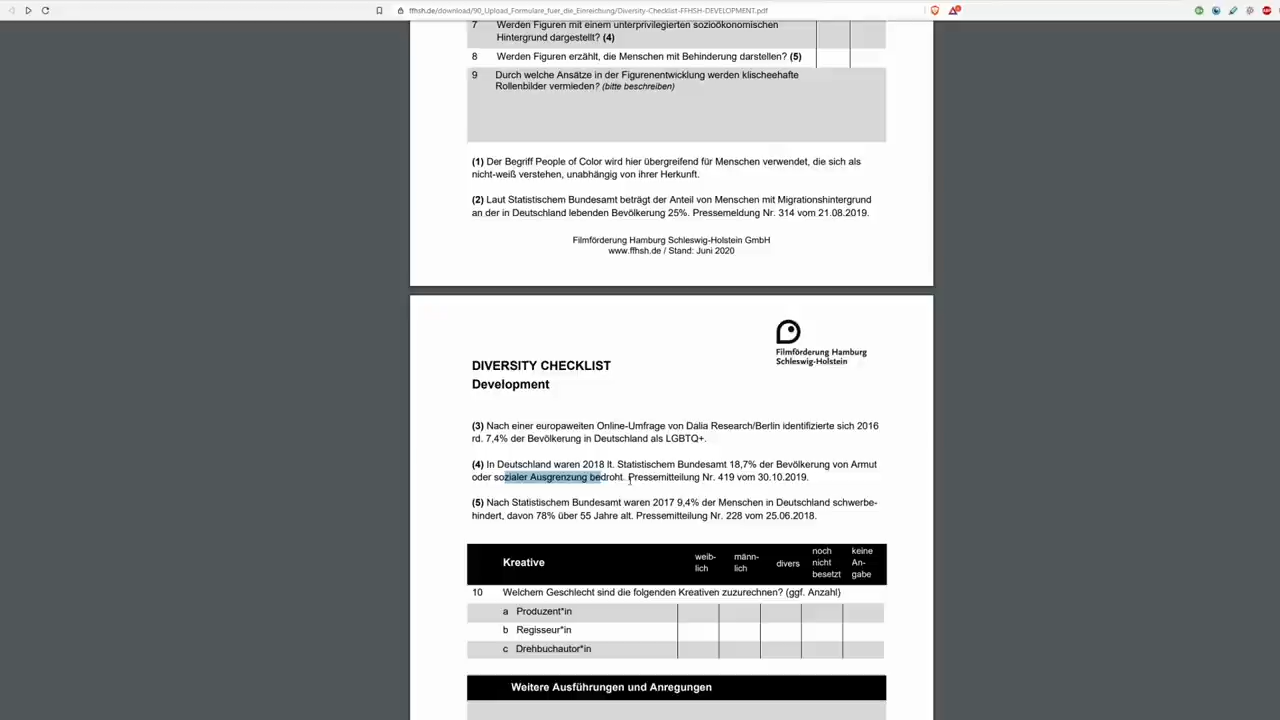 ffhsh.de/download/90_Upload_Formulare_fuer_die_Einreichung/Diversity-Checklist-FFHSH-DEVELOPMENT.pdf
7 Werden Figuren mit einem unterprivilegierten sozioökonomischen
Hintergrund dargestellt? (4)
8 Werden Figuren erzählt, die Menschen mit Behinderung darstellen? (5)
9 Durch welche Ansätze in der Figurenentwicklung werden klischeehafte
Rollenbilder vermieden? (bitte beschreiben)
(1) Der Begriff People of Color wird hier übergreifend für Menschen verwendet, die sich als
nicht-weiß verstehen, unabhängig von ihrer Herkunft.
(2) Laut Statistischem Bundesamt beträgt der Anteil von Menschen mit Migrationshintergrund
an der in Deutschland lebenden Bevölkerung 25%. Pressemeldung Nr. 314 vom 21.08.2019.
Filmförderung Hamburg Schleswig-Holstein GmbH
www.ffhsh.de / Stand: Juni 2020
Filmförderung Hamburg
Schleswig-Holstein
DIVERSITY CHECKLIST
Development
(3) Nach einer europaweiten Online-Umfrage von Dalia Research/Berlin identifizierte sich 2016
rd. 7,4% der Bevölkerung in Deutschland als LGBTQ+.
(4) In Deutschland waren 2018 lt. Statistischem Bundesamt 18,7% der Bevölkerung von Armut
oder sozialer Ausgrenzung bedroht. Pressemitteilung Nr. 419 vom 30.10.2019.
(5) Nach Statistischem Bundesamt waren 2017 9,4% der Menschen in Deutschland schwerbe-
hindert, davon 78% über 55 Jahre alt. Pressemitteilung Nr. 228 vom 25.06.2018.
Kreative
weib-
lich
männ-
lich
divers
noch
nicht
besetzt
keine
An-
gabe
10 Welchem Geschlecht sind die folgenden Kreativen zuzurechnen? (ggf. Anzahl)
a Produzent*in
b Regisseur*in
c Drehbuchautor*in
Weitere Ausführungen und Anregungen